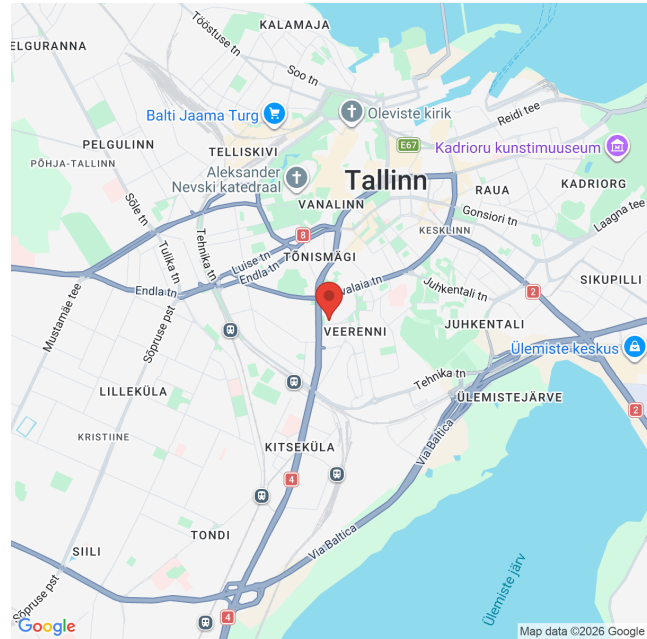 KALAMAJA
Tööstuse tn
ELGURANNA
Soo tn
Balti Jaama Turg
Oleviste kirik
Reidi tee
E67
PELGULINN
TELLISKIVI
Kadrioru kunstimuuseum
PÕHJA-TALLINN
Aleksander
Nevski katedraal
Tallinn
RAUA
KADRIORG
VANALINN
Sõle tn
Gonsiori tn
Laagna tee
8
KESKLINN
Tulika tn
Tehnika tn
Luise tn
Endla tn
TÕNISMÄGI
SIKUPILLI
Endla tn
Juhkentali tn
2
Mustamäe tee
Sõpruse pst
VEERENNI
JUHKENTALI
Ülemiste keskus
Tehnika tn
LILLEKÜLA
ÜLEMISTEJÄRVE
2
KRISTIINE
Via Baltica
KITSEKÜLA
4
TONDI
Via Baltica
SIILI
Sõpruse pst
Ülemiste järv
4
Google
Map data ©2026 Google